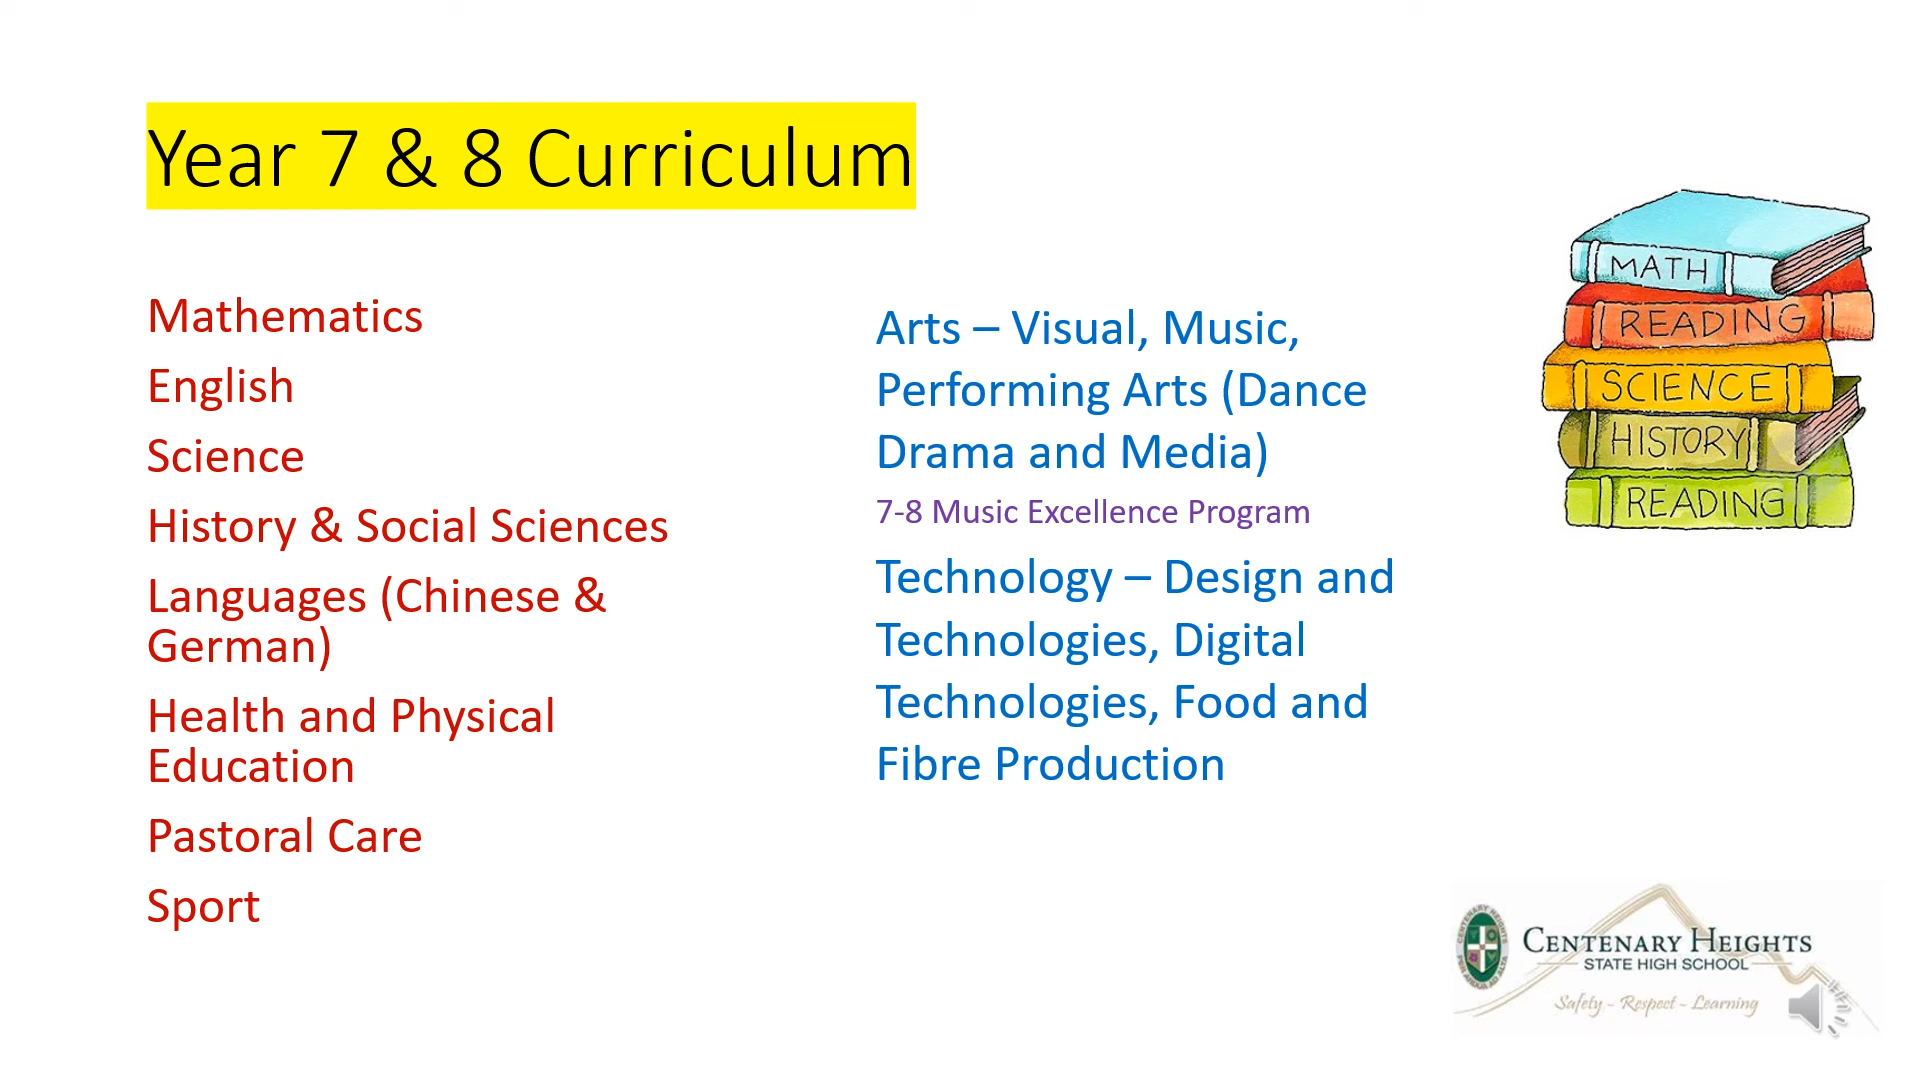 Year 7 & 8 Curriculum
Mathematics
English
Science
History & Social Sciences
Languages (Chinese &
German)
Health and Physical
Education
Pastoral Care
Sport
Arts – Visual, Music,
Performing Arts (Dance
Drama and Media)
7-8 Music Excellence Program
Technology – Design and
Technologies, Digital
Technologies, Food and
Fibre Production
MATH
READING
SCIENCE
HISTORY
READING
CENTENARY HEIGHTS
STATE HIGH SCHOOL
Safety - Respect - Learning